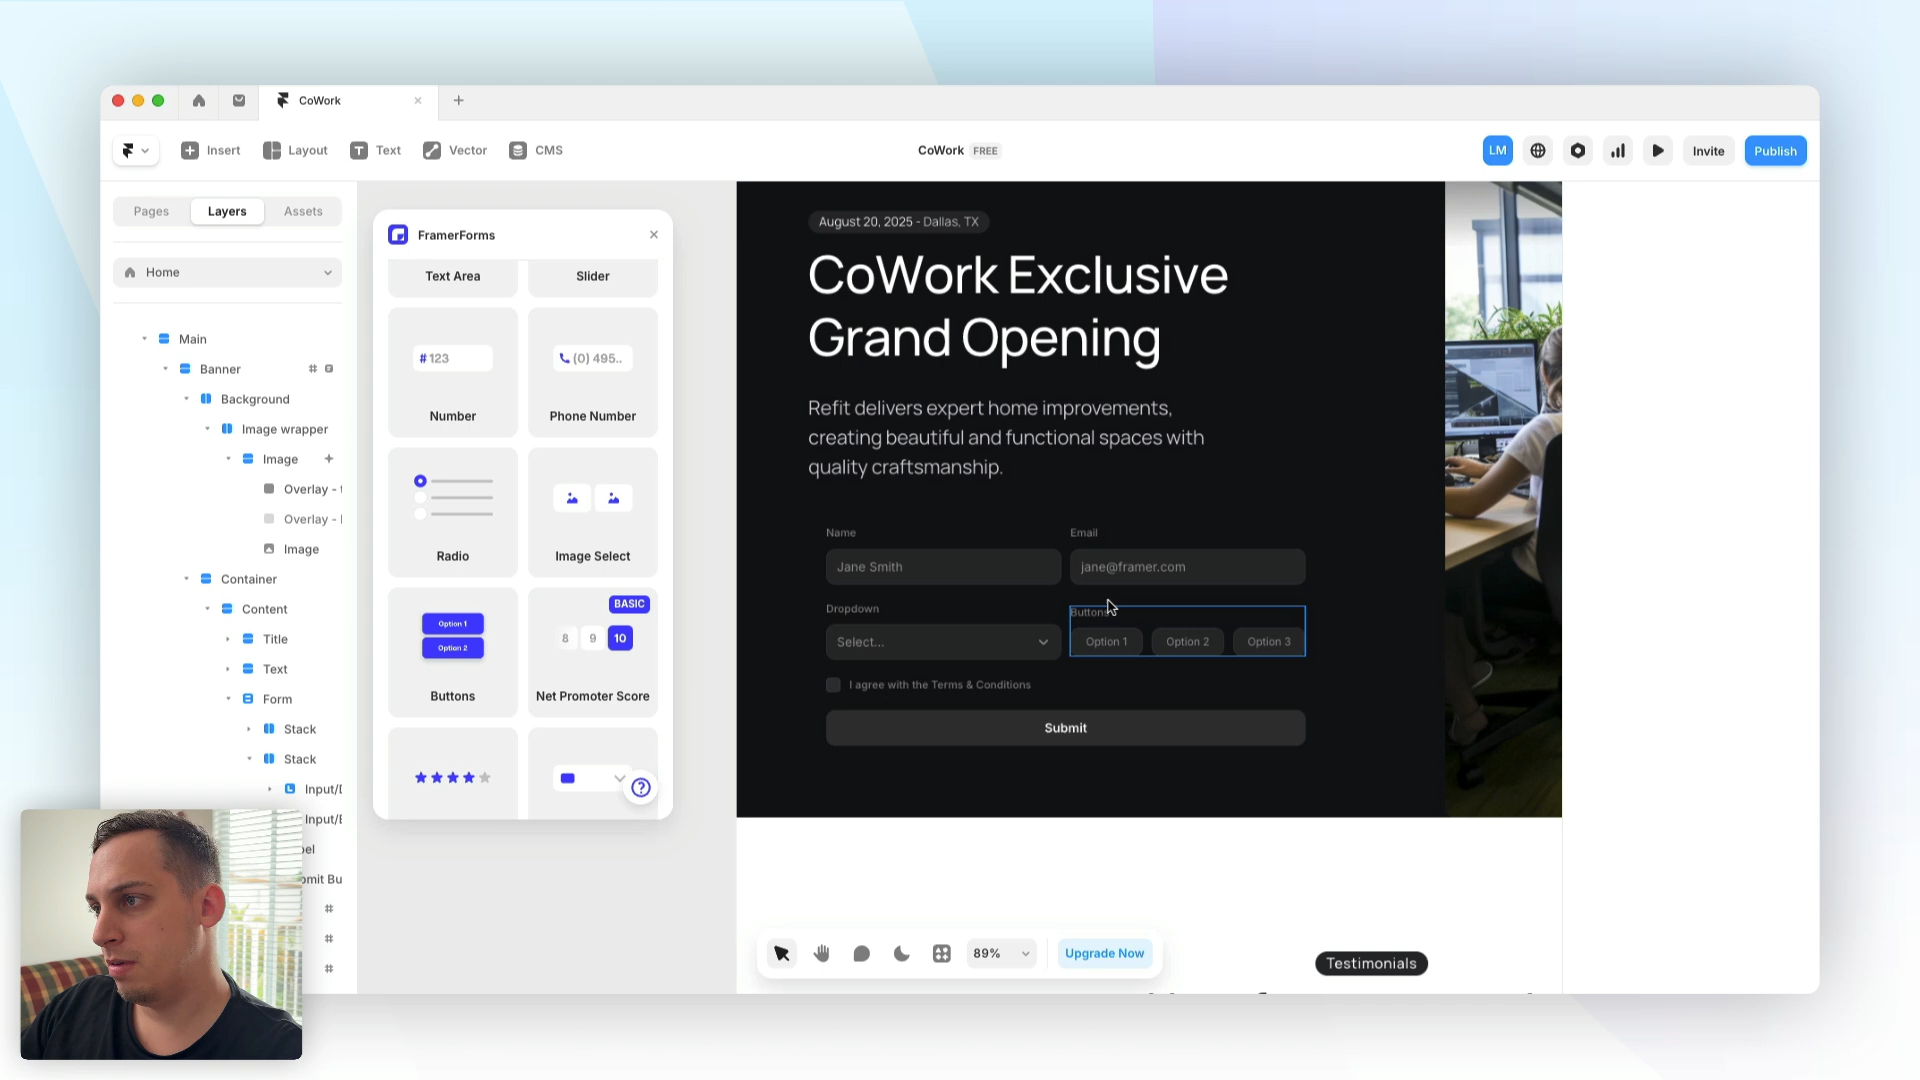 CoWork
Insert
Layout
Text
Vector
CMS
CoWork FREE
LM
Invite
Publish
Pages
Layers
Assets
Home
Main
Banner
Background
Image wrapper
Image
Overlay -
Overlay -
Image
Container
Content
Title
Text
Form
Stack
Stack
Input/
Input/
mit Bu
FramerForms
Text Area
Slider
# 123
(0) 495..
Number
Phone Number
Radio
Image Select
BASIC
Option 1
Option 2
8 9 10
Buttons
Net Promoter Score
August 20, 2025 - Dallas, TX
CoWork Exclusive
Grand Opening
Refit delivers expert home improvements,
creating beautiful and functional spaces with
quality craftsmanship.
Name
Email
Jane Smith
jane@framer.com
Dropdown
Buttons
Select...
Option 1
Option 2
Option 3
I agree with the Terms & Conditions
Submit
89%
Upgrade Now
Testimonials